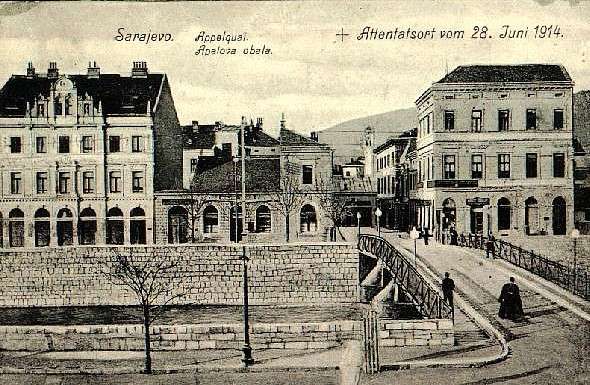 Sarajevo. Appelquai. + Attentatsort vom 28. Juni 1914.
Apelova obala.